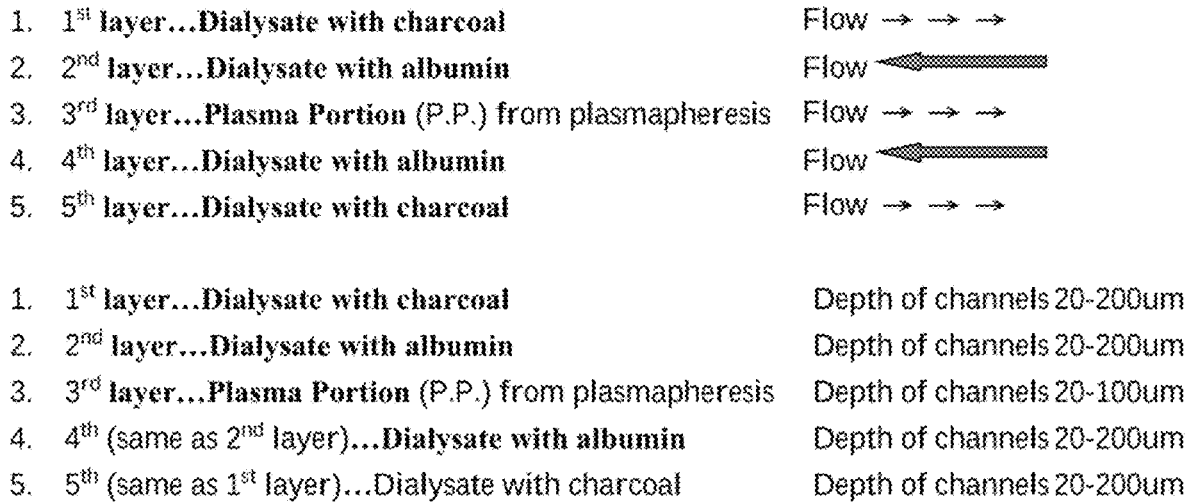 1. 1st layer...Dialysate with charcoal Flow → → →
2. 2nd layer...Dialysate with albumin Flow
3. 3rd layer...Plasma Portion (P.P.) from plasmapheresis Flow → → →
4. 4th layer...Dialysate with albumin Flow
5. 5th layer...Dialysate with charcoal Flow → → →
1. 1st layer...Dialysate with charcoal Depth of channels 20-200um
2. 2nd layer...Dialysate with albumin Depth of channels 20-200um
3. 3rd layer...Plasma Portion (P.P.) from plasmapheresis Depth of channels 20-100um
4. 4th (same as 2nd layer)...Dialysate with albumin Depth of channels 20-200um
5. 5th (same as 1st layer)...Dialysate with charcoal Depth of channels 20-200um